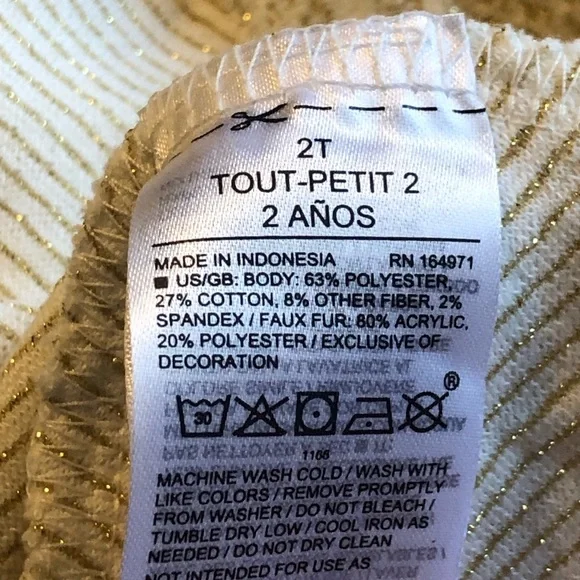 2T
TOUT-PETIT 2
2 AÑOS
MADE IN INDONESIA RN 164971
US/GB: BODY: 63% POLYESTER,
27% COTTON, 8% OTHER FIBER, 2%
SPANDEX / FAUX FUR: 80% ACRYLIC,
20% POLYESTER / EXCLUSIVE OF
DECORATION
30 ®
1166
MACHINE WASH COLD / WASH WITH
LIKE COLORS / REMOVE PROMPTLY
FROM WASHER / DO NOT BLEACH /
TUMBLE DRY LOW / COOL IRON AS
NEEDED / DO NOT DRY CLEAN
NOT INTENDED FOR USE AS